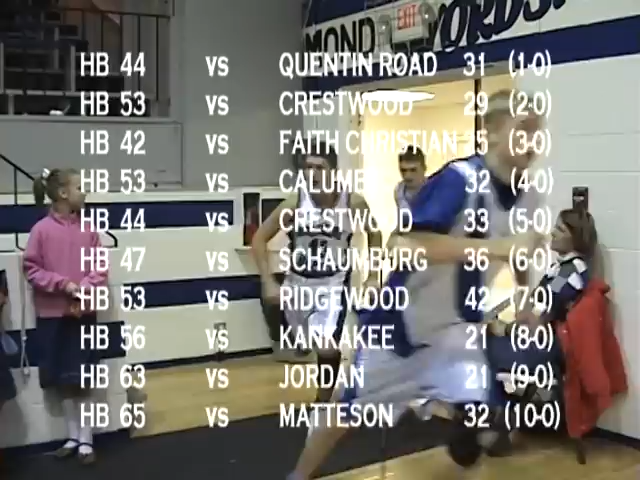 EXIT
MOND
HB 44 vs QUENTIN ROAD 31 (1-0)
HB 53 vs CRESTWOOD 29 (2-0)
HB 42 vs FAITH CHRISTIAN 25 (3-0)
HB 53 vs CALUMET 32 (4-0)
HB 44 vs CRESTWOOD 33 (5-0)
HB 47 vs SCHAUMBURG 36 (6-0)
HB 53 vs RIDGEWOOD 42 (7-0)
HB 56 vs KANKAKEE 21 (8-0)
HB 63 vs JORDAN 21 (9-0)
HB 65 vs MATTESON 32 (10-0)